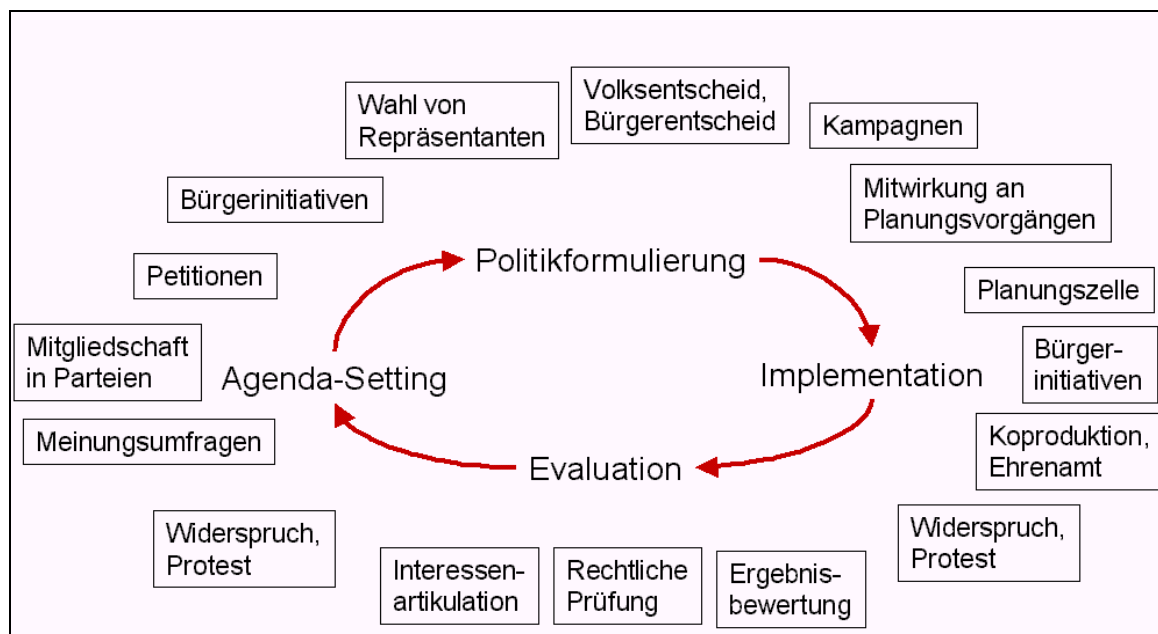 Wahl von
Repräsentanten
Volksentscheid,
Bürgerentscheid
Kampagnen
Bürgerinitiativen
Mitwirkung an
Planungsvorgängen
Petitionen
Politikformulierung
Planungszelle
Mitgliedschaft
in Parteien
Agenda-Setting
Implementation
Bürger-
initiativen
Meinungsumfragen
Evaluation
Koproduktion,
Ehrenamt
Widerspruch,
Protest
Interessen-
artikulation
Rechtliche
Prüfung
Ergebnis-
bewertung
Widerspruch,
Protest